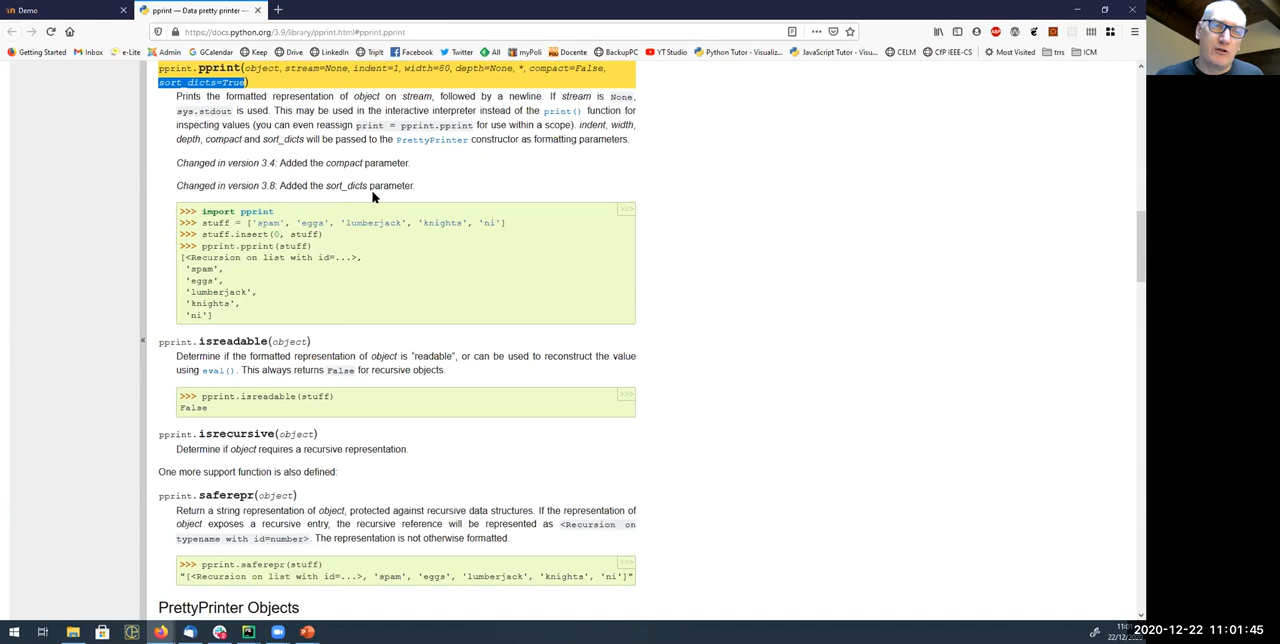 Demo
pprint — Data pretty printer —
https://docs.python.org/3.9/library/pprint.html#pprint.pprint
Getting Started
Inbox
e-Lite
Admin
GCalendar
Keep
Drive
LinkedIn
TripIt
Facebook
Twitter
All
myPoli
Docente
BackupPC
YT Studio
Python Tutor - Visualiz...
JavaScript Tutor - Visu...
CELM
CfP IEEE-CS
Most Visited
trrs
ICM
pprint.pprint(object, stream=None, indent=1, width=80, depth=None, *, compact=False,
sort_dicts=True)
Prints the formatted representation of object on stream, followed by a newline. If stream is None,
sys.stdout is used. This may be used in the interactive interpreter instead of the print() function for
inspecting values (you can even reassign print = pprint.pprint for use within a scope). indent, width,
depth, compact and sort_dicts will be passed to the PrettyPrinter constructor as formatting parameters.
Changed in version 3.4: Added the compact parameter.
Changed in version 3.8: Added the sort_dicts parameter.
>>> import pprint
>>> stuff = ['spam', 'eggs', 'lumberjack', 'knights', 'ni']
>>> stuff.insert(0, stuff)
>>> pprint.pprint(stuff)
[<Recursion on list with id=...>,
'spam',
'eggs',
'lumberjack',
'knights',
'ni']
>>>
pprint.isreadable(object)
Determine if the formatted representation of object is "readable", or can be used to reconstruct the value
using eval(). This always returns False for recursive objects.
>>> pprint.isreadable(stuff)
False
>>>
pprint.isrecursive(object)
Determine if object requires a recursive representation.
One more support function is also defined:
pprint.saferepr(object)
Return a string representation of object, protected against recursive data structures. If the representation of
object exposes a recursive entry, the recursive reference will be represented as <Recursion on
typename with id=number>. The representation is not otherwise formatted.
>>> pprint.saferepr(stuff)
"[<Recursion on list with id=...>, 'spam', 'eggs', 'lumberjack', 'knights', 'ni']"
>>>
PrettyPrinter Objects
2020-12-22 11:01:45